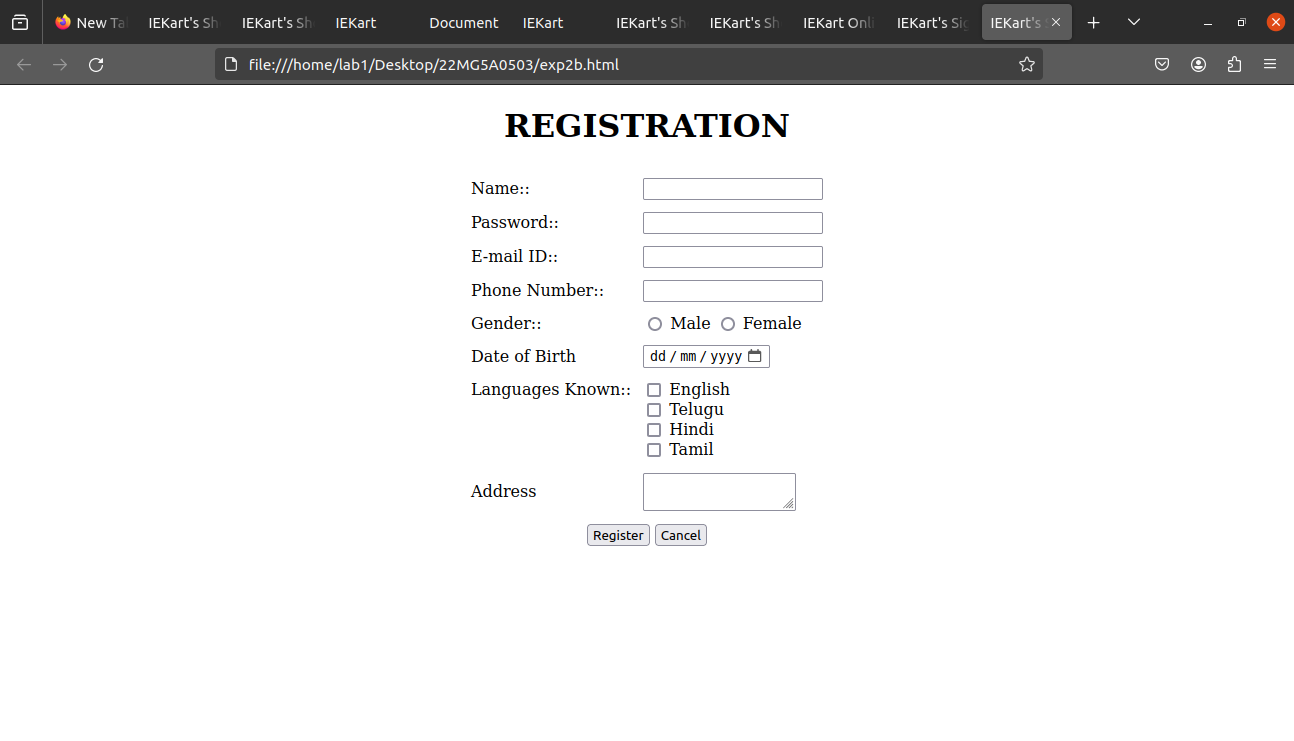 New Ta IEKart's Sh IEKart's Sh IEKart Document IEKart IEKart's Sh IEKart's Sh IEKart Onli IEKart's Sig IEKart's
file:///home/lab1/Desktop/22MG5A0503/exp2b.html
REGISTRATION
Name::
Password::
E-mail ID::
Phone Number::
Gender:: Male Female
Date of Birth dd / mm / yyyy
Languages Known:: English
Telugu
Hindi
Tamil
Address
Register Cancel